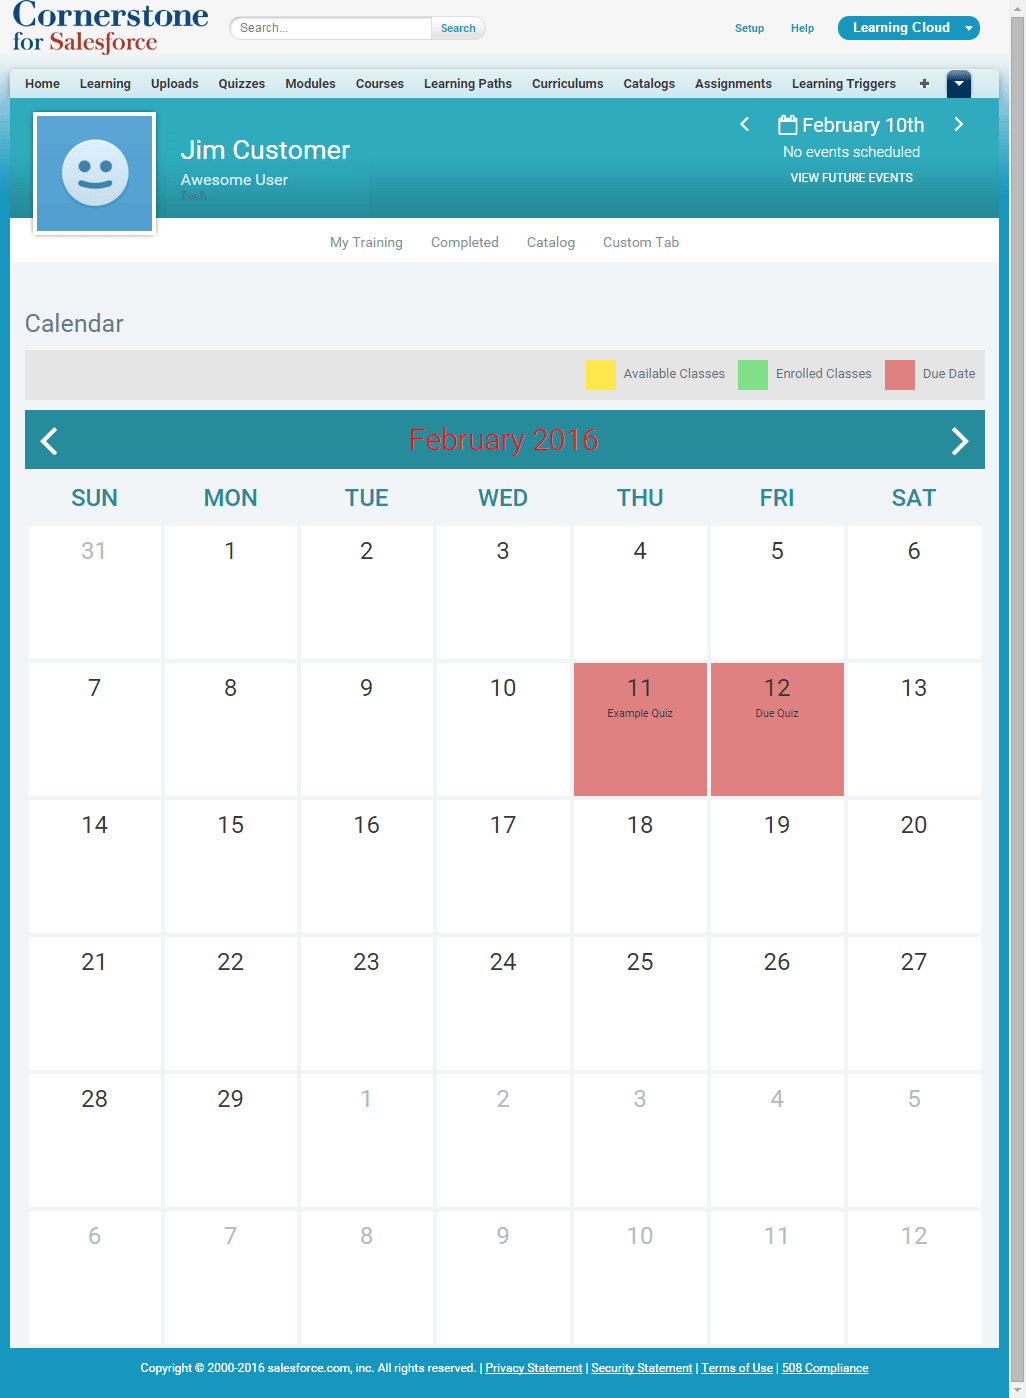 Cornerstone
for Salesforce
Search...
Search
Setup
Help
Learning Cloud
Home Learning Uploads Quizzes Modules Courses Learning Paths Curriculums Catalogs Assignments Learning Triggers +
February 10th
No events scheduled
VIEW FUTURE EVENTS
Jim Customer
Awesome User
Tech
My Training Completed Catalog Custom Tab
Calendar
Available Classes Enrolled Classes Due Date
February 2016
SUN MON TUE WED THU FRI SAT
31 1 2 3 4 5 6
7 8 9 10 11 12 13
Example Quiz Due Quiz
14 15 16 17 18 19 20
21 22 23 24 25 26 27
28 29 1 2 3 4 5
6 7 8 9 10 11 12
Copyright © 2000-2016 salesforce.com, inc. All rights reserved. | Privacy Statement | Security Statement | Terms of Use | 508 Compliance